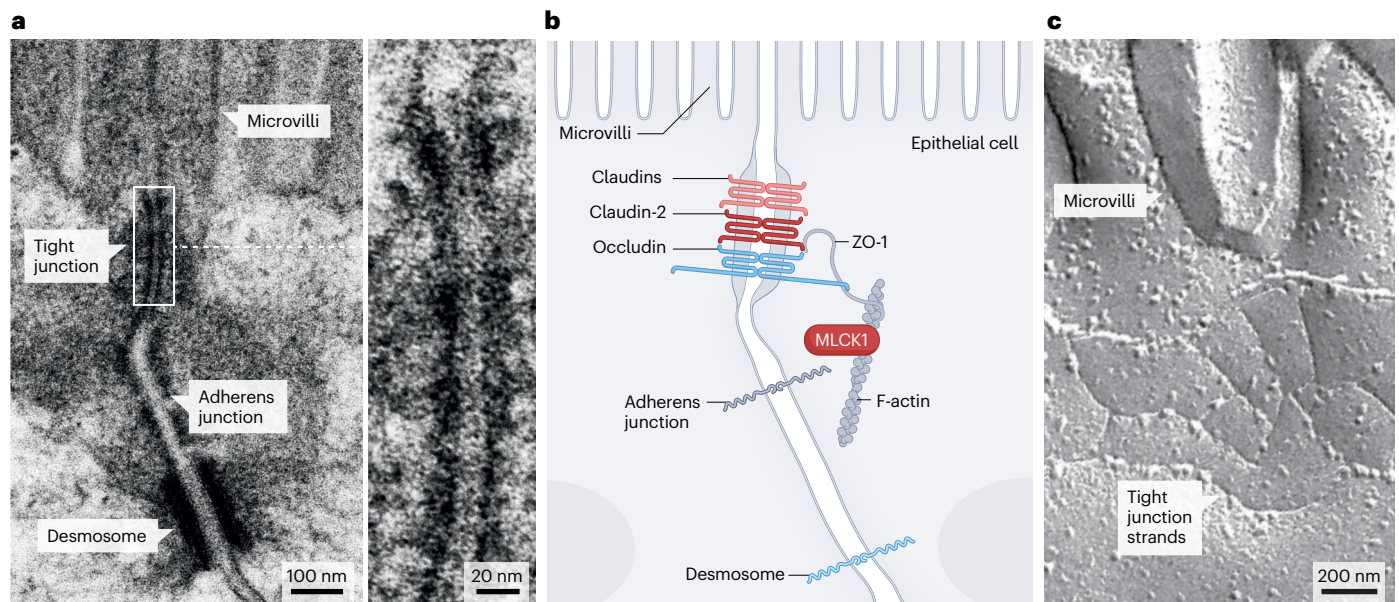 a
Microvilli
Tight
junction
Adherens
junction
Desmosome
100 nm
20 nm
b
Microvilli
Epithelial cell
Claudins
Claudin-2
Occludin
ZO-1
MLCK1
Adherens
junction
F-actin
Desmosome
c
Microvilli
Tight
junction
strands
200 nm